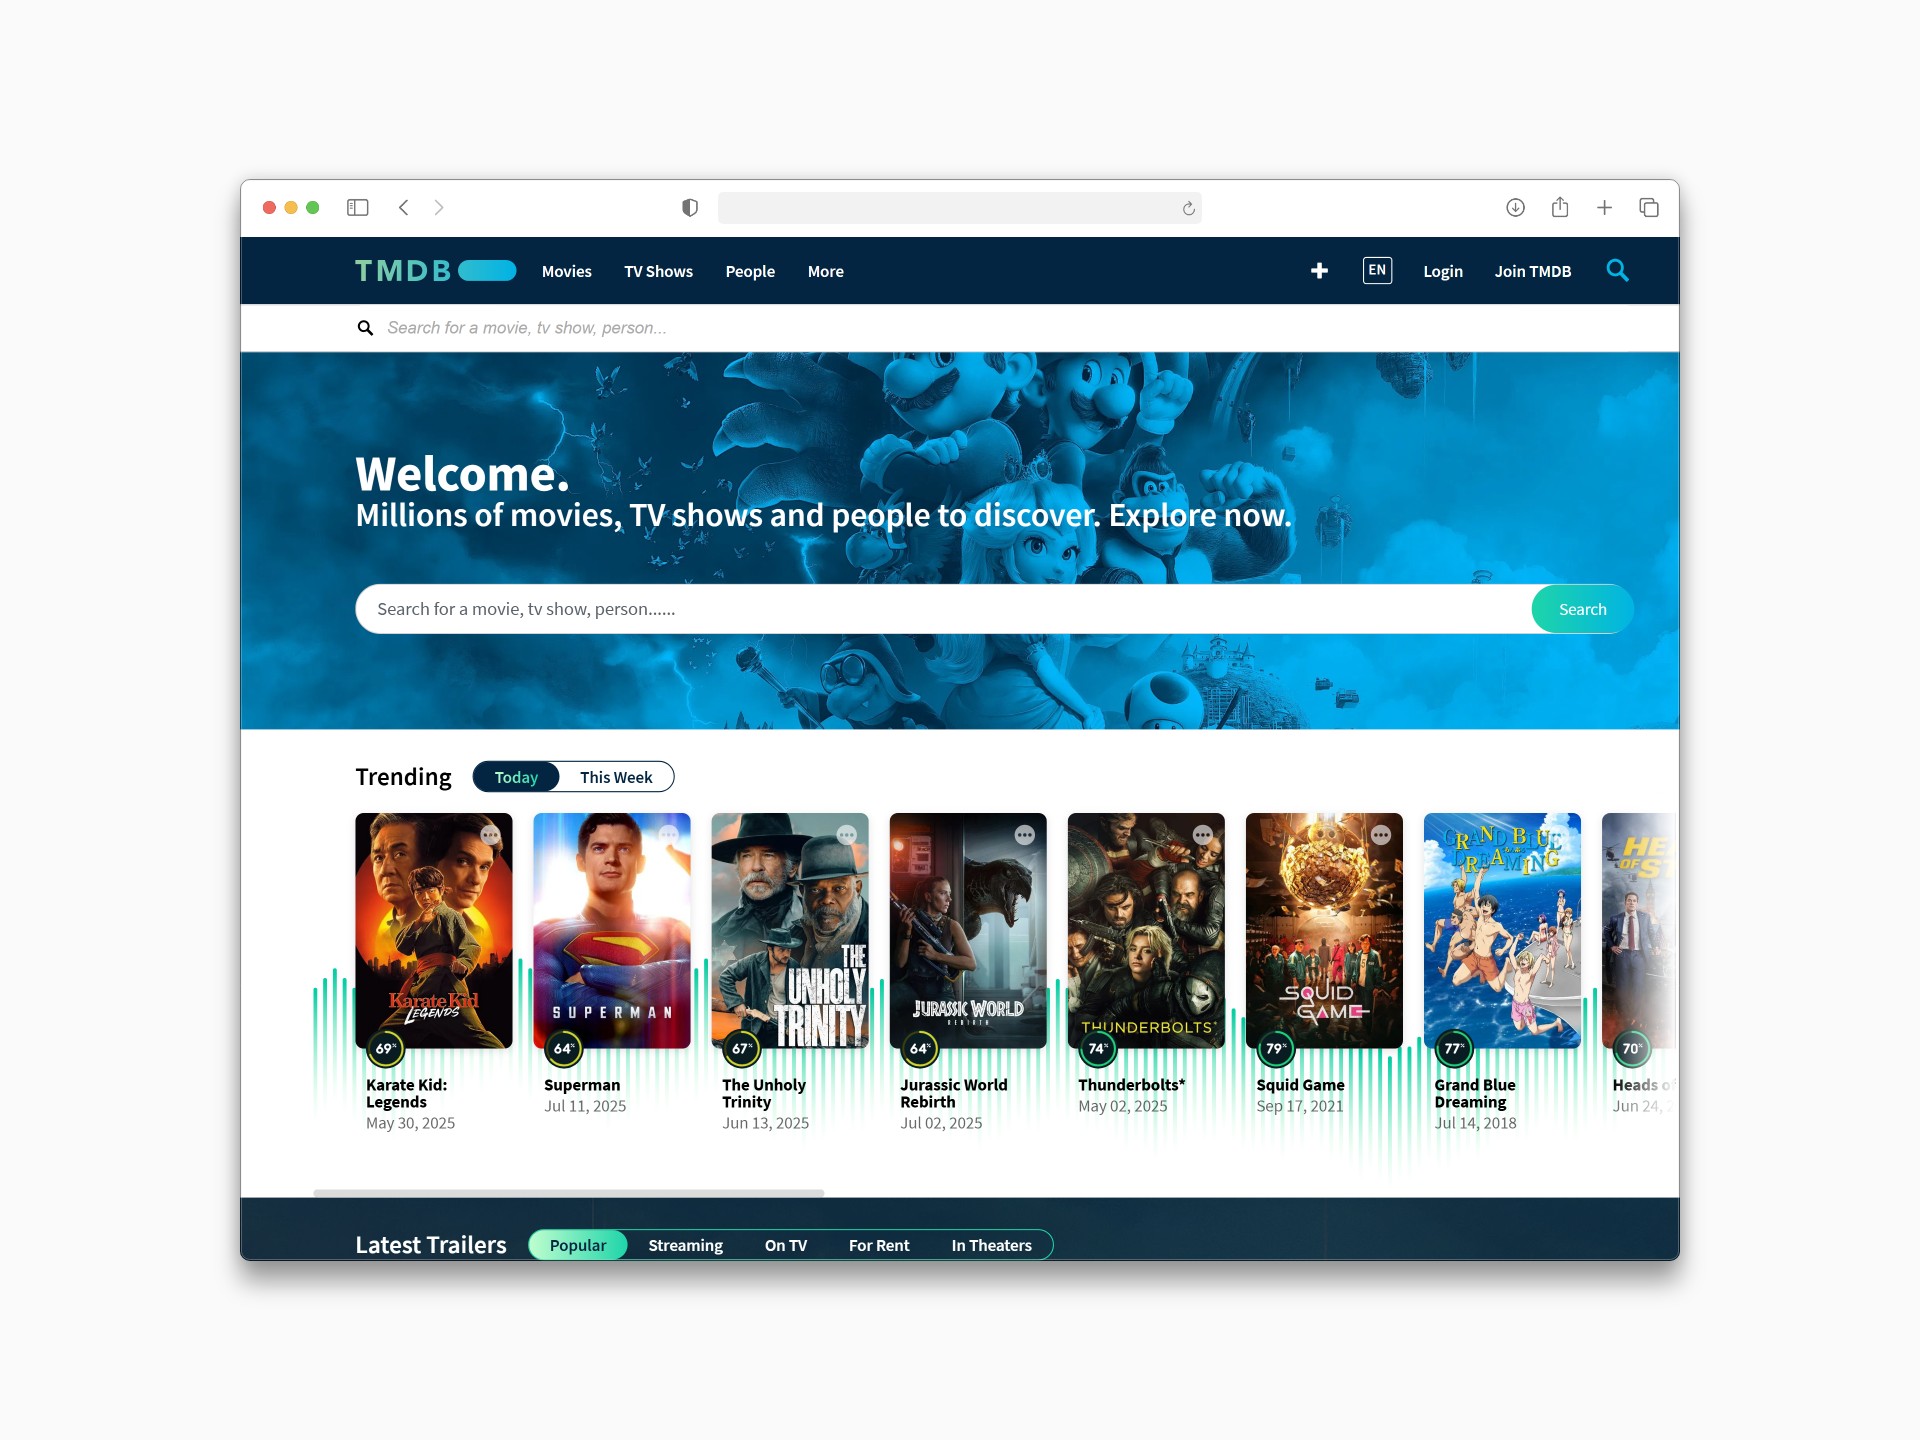 TMDB
Movies
TV Shows
People
More
EN
Login
Join TMDB
Search for a movie, tv show, person...
Welcome.
Millions of movies, TV shows and people to discover. Explore now.
Search for a movie, tv show, person......
Search
Trending
Today
This Week
Karate Kid
LEGENDS
SUPERMAN
THE
UNHOLY
TRINITY
JURASSIC WORLD
REBIRTH
THUNDERBOLTS*
SQUID
GAME
GRAND BLUE
DREAMING
HE
OF ST
69%
64%
67%
64%
74%
79%
77%
70%
Karate Kid:
Legends
May 30, 2025
Superman
Jul 11, 2025
The Unholy
Trinity
Jun 13, 2025
Jurassic World
Rebirth
Jul 02, 2025
Thunderbolts*
May 02, 2025
Squid Game
Sep 17, 2021
Grand Blue
Dreaming
Jul 14, 2018
Heads of
Jun 24, 2
Latest Trailers
Popular
Streaming
On TV
For Rent
In Theaters